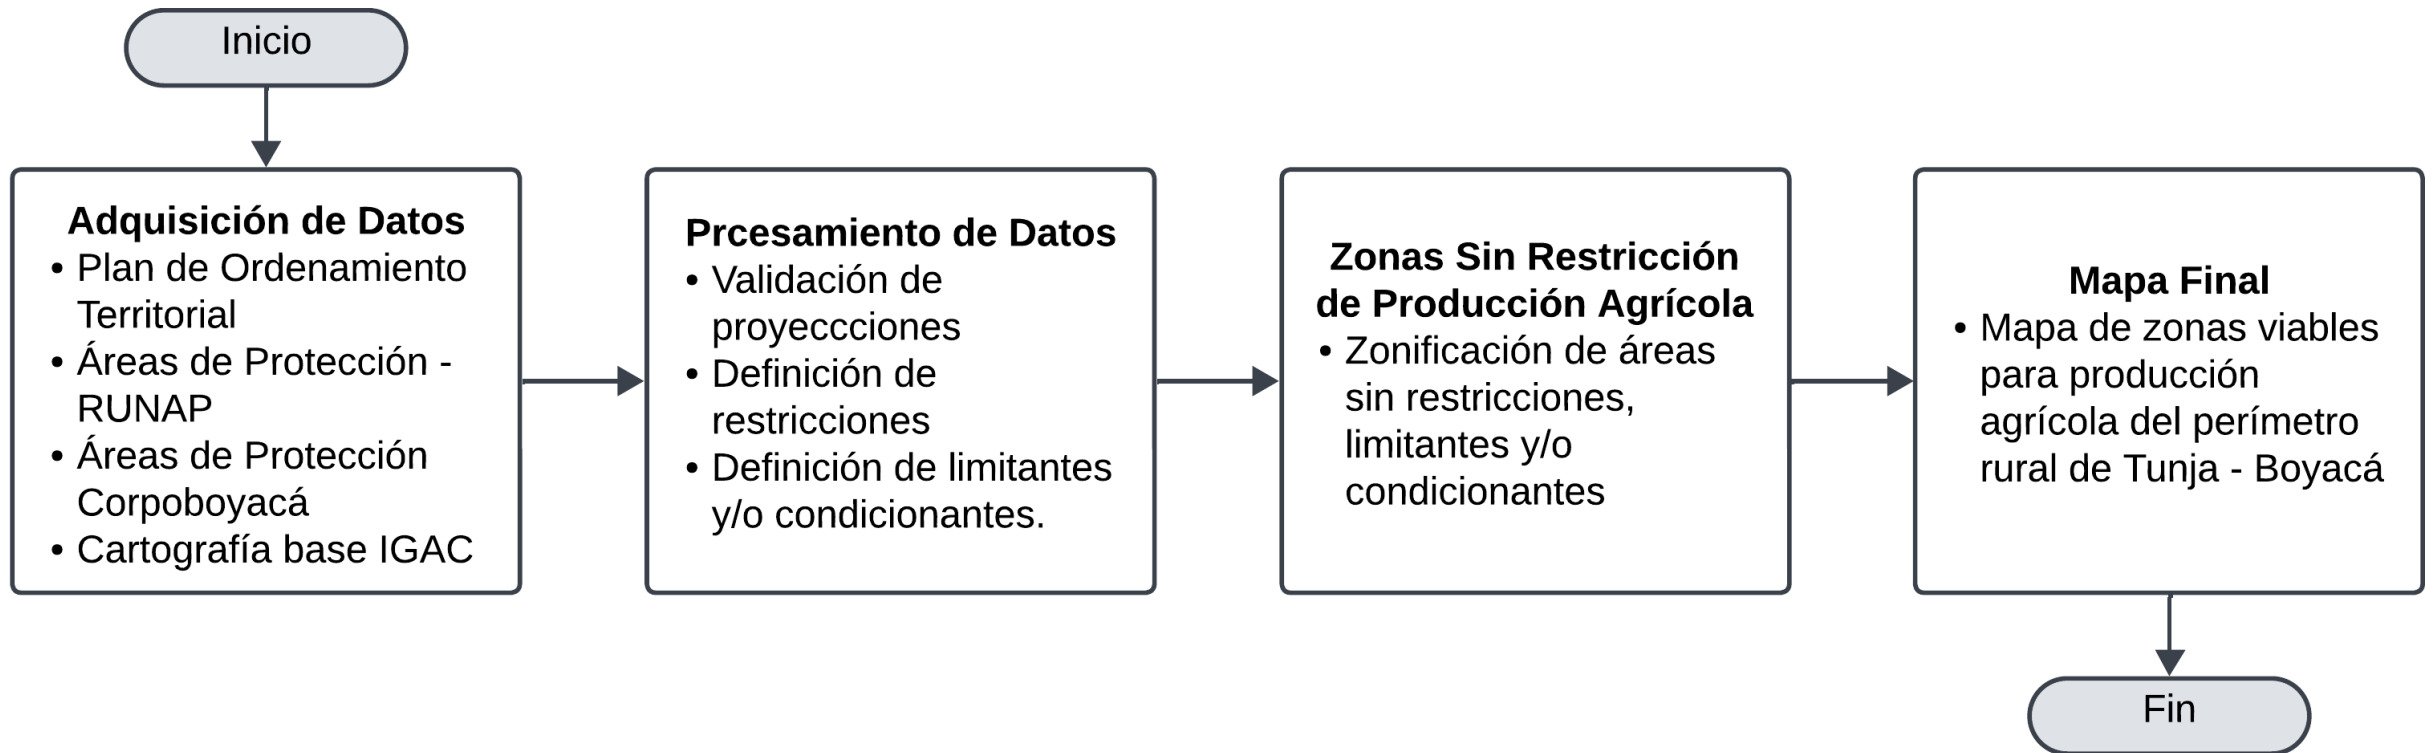 Inicio
Adquisición de Datos
• Plan de Ordenamiento
Territorial
• Áreas de Protección -
RUNAP
• Áreas de Protección
Corpoboyacá
• Cartografía base IGAC
Prcesamiento de Datos
• Validación de
proyeccciones
• Definición de
restricciones
• Definición de limitantes
y/o condicionantes.
Zonas Sin Restricción
de Producción Agrícola
• Zonificación de áreas
sin restricciones,
limitantes y/o
condicionantes
Mapa Final
• Mapa de zonas viables
para producción
agrícola del perímetro
rural de Tunja - Boyacá
Fin